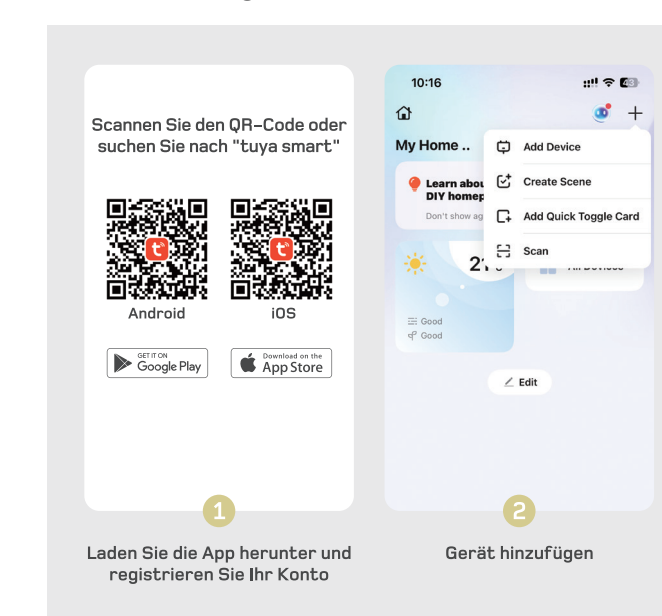 Scannen Sie den QR-Code oder
suchen Sie nach "tuya smart"
Android
iOS
GET IT ON
Google Play
Download on the
App Store
1
Laden Sie die App herunter und
registrieren Sie Ihr Konto
10:16
43
My Home ..
Add Device
Create Scene
Add Quick Toggle Card
Scan
Learn abou
DIY homep
Don't show ag
Good
Good
Edit
2
Gerät hinzufügen